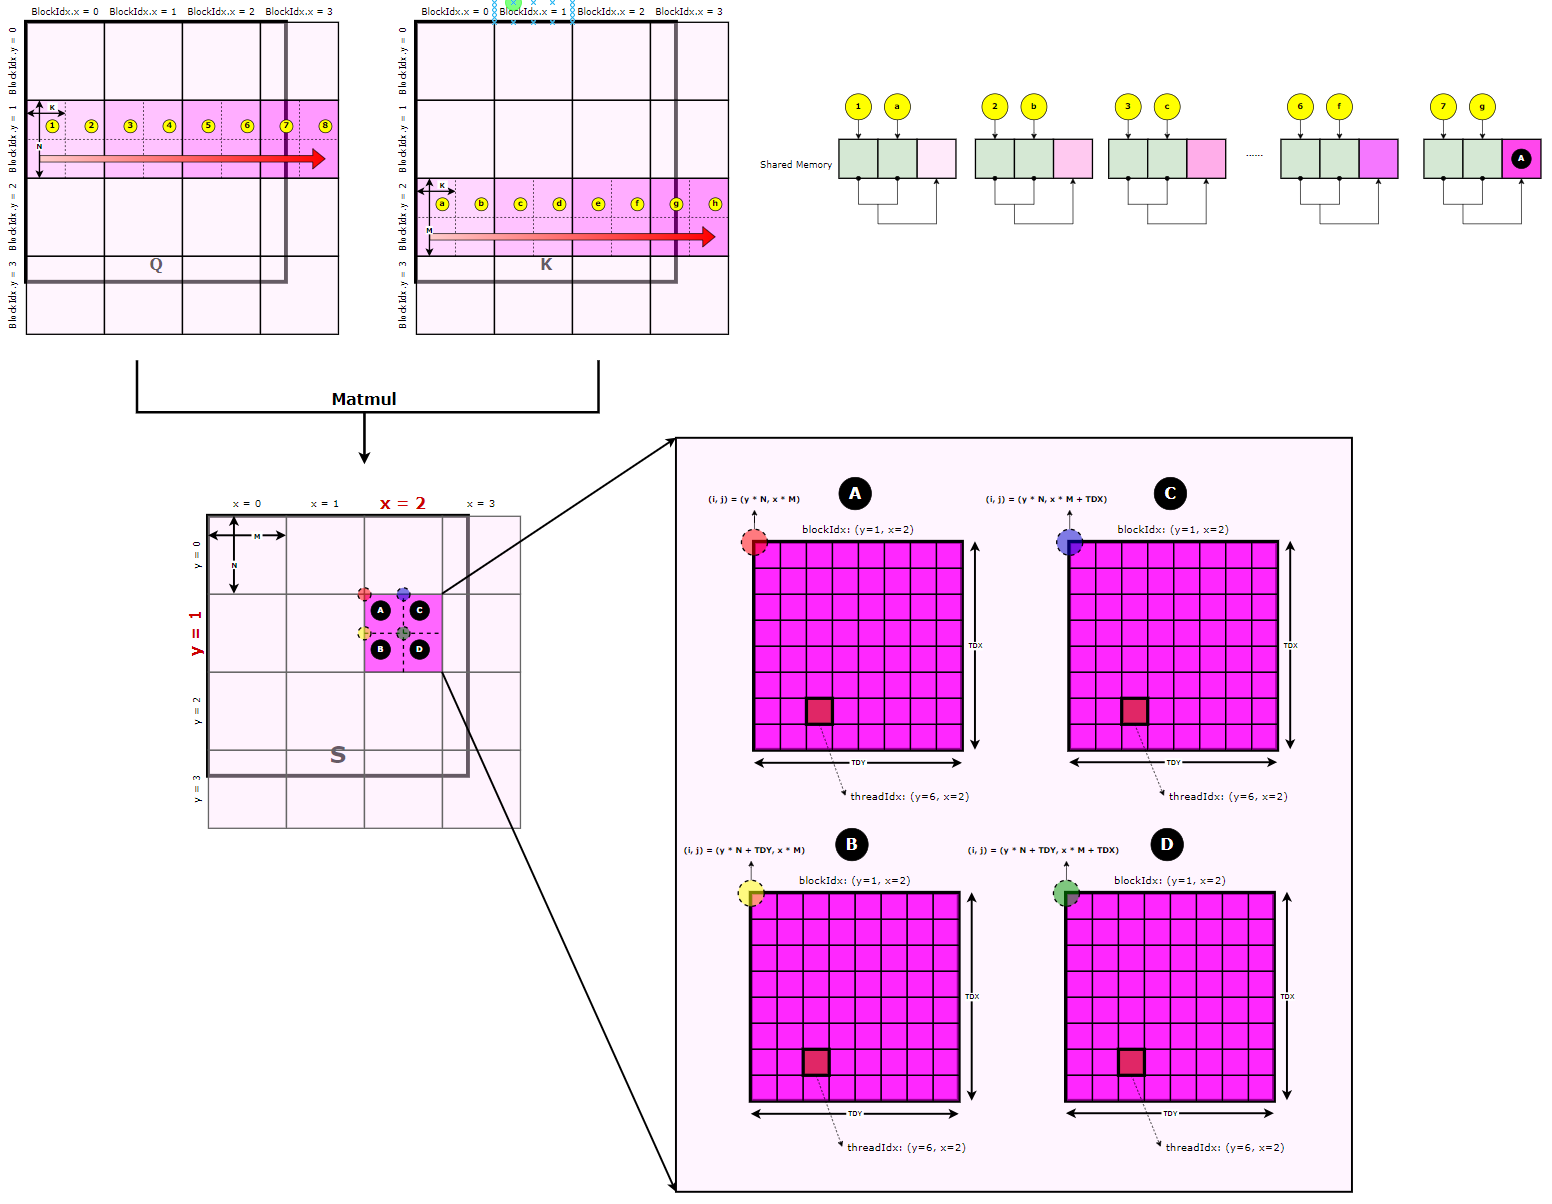 BlockIdx.x = 0 BlockIdx.x = 1 BlockIdx.x = 2 BlockIdx.x = 3
BlockIdx.y = 0
BlockIdx.y = 1
BlockIdx.y = 2
BlockIdx.y = 3
K
N
1 2 3 4 5 6 7 8
Q
BlockIdx.x = 0 BlockIdx.x = 1 BlockIdx.x = 2 BlockIdx.x = 3
BlockIdx.y = 0
BlockIdx.y = 1
BlockIdx.y = 2
BlockIdx.y = 3
K
M
a b c d e f g h
K
1 a 2 b 3 c 6 f 7 g
Shared Memory
......
A
Matmul
x = 0 x = 1 x = 2 x = 3
y = 0
y = 1
y = 2
y = 3
M
N
A C
B D
S
A
(i, j) = (y * N, x * M)
blockIdx: (y=1, x=2)
TDX
TDY
threadIdx: (y=6, x=2)
C
(i, j) = (y * N, x * M + TDX)
blockIdx: (y=1, x=2)
TDX
TDY
threadIdx: (y=6, x=2)
B
(i, j) = (y * N + TDY, x * M)
blockIdx: (y=1, x=2)
TDX
TDY
threadIdx: (y=6, x=2)
D
(i, j) = (y * N + TDY, x * M + TDX)
blockIdx: (y=1, x=2)
TDX
TDY
threadIdx: (y=6, x=2)